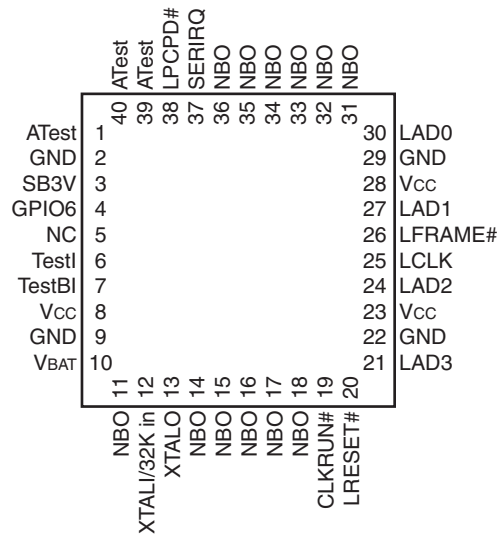 ATest
ATest
LPCPD#
SERIRQ
NBO
NBO
NBO
NBO
NBO
NBO
40
39
38
37
36
35
34
33
32
31
ATest 1
GND 2
SB3V 3
GPIO6 4
NC 5
TestI 6
TestBI 7
VCC 8
GND 9
VBAT 10
30 LAD0
29 GND
28 VCC
27 LAD1
26 LFRAME#
25 LCLK
24 LAD2
23 VCC
22 GND
21 LAD3
11
12
13
14
15
16
17
18
19
20
NBO
XTALI/32K in
XTALO
NBO
NBO
NBO
NBO
NBO
CLKRUN#
LRESET#